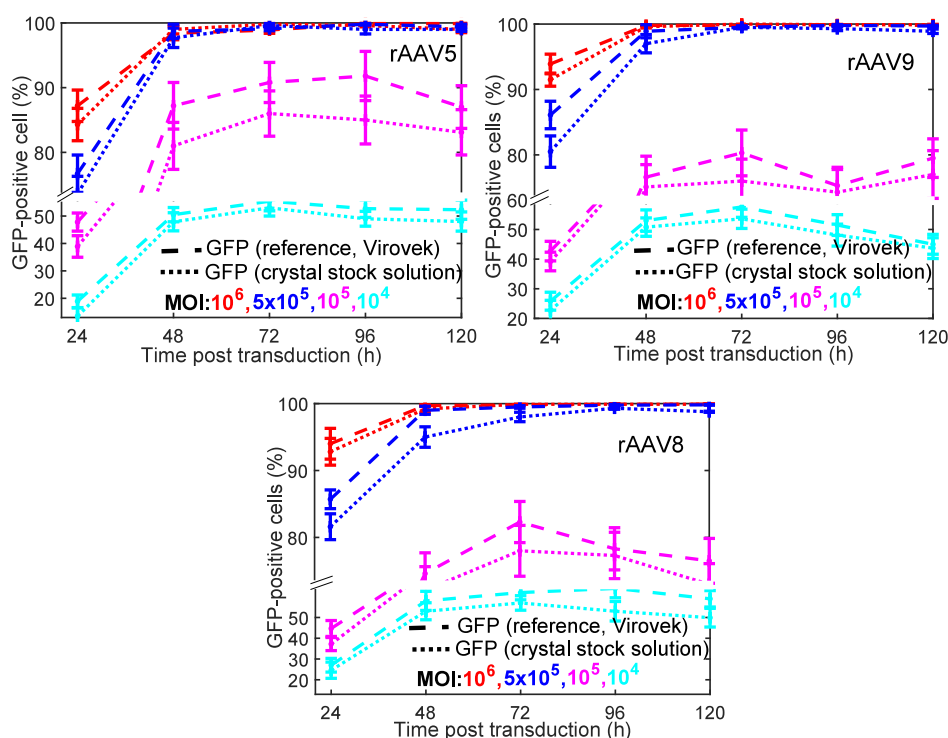 100
90
80
50
40
30
20
GFP-positive cell (%)
rAAV5
GFP (reference, Virovek)
GFP (crystal stock solution)
MOI:10⁶,5x10⁵,10⁵,10⁴
24 48 72 96 120
Time post transduction (h)
100
90
80
60
50
40
30
20
GFP-positive cells (%)
rAAV9
GFP (reference, Virovek)
GFP (crystal stock solution)
MOI:10⁶,5x10⁵,10⁵,10⁴
24 48 72 96 120
Time post transduction (h)
100
90
80
50
40
30
20
GFP-positive cells (%)
rAAV8
GFP (reference, Virovek)
GFP (crystal stock solution)
MOI:10⁶,5x10⁵,10⁵,10⁴
24 48 72 96 120
Time post transduction (h)